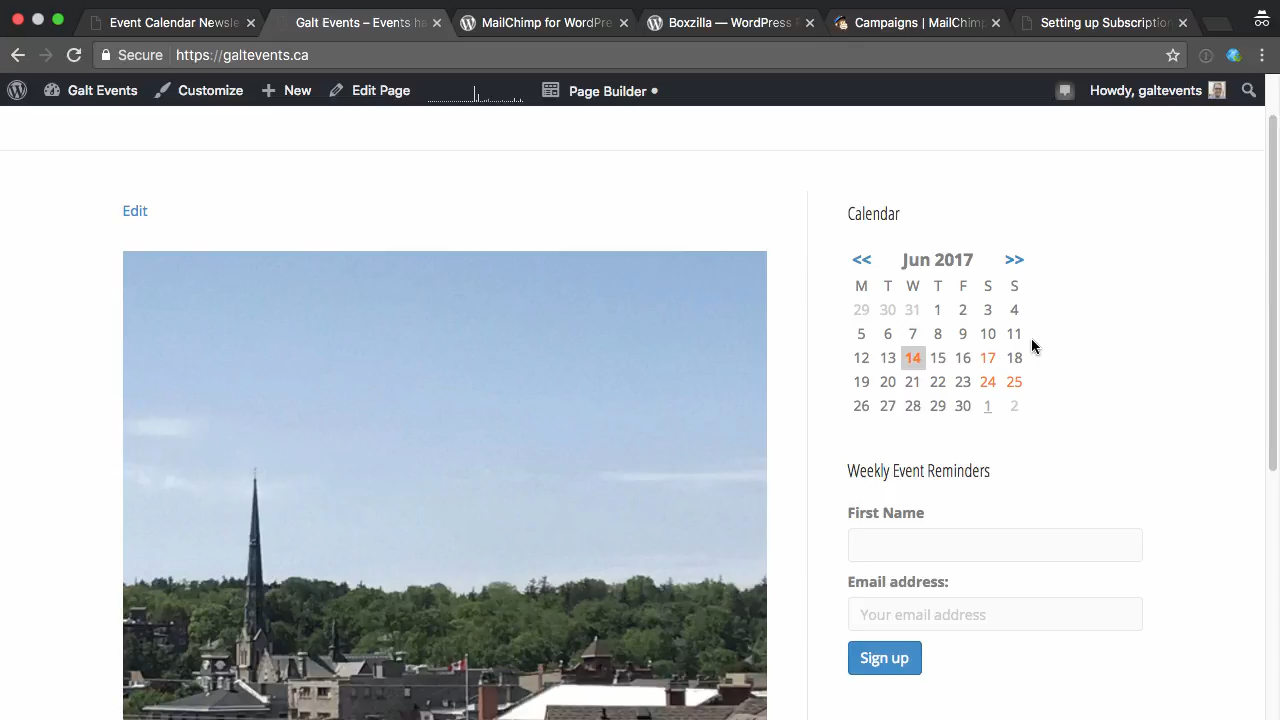 Event Calendar Newsle
Galt Events – Events ha
MailChimp for WordPre
Boxzilla — WordPress P
Campaigns | MailChimp
Setting up Subscription
Secure https://galtevents.ca
Galt Events Customize New Edit Page Page Builder Howdy, galtevents
Edit
Calendar
<< Jun 2017 >>
M T W T F S S
29 30 31 1 2 3 4
5 6 7 8 9 10 11
12 13 14 15 16 17 18
19 20 21 22 23 24 25
26 27 28 29 30 1 2
Weekly Event Reminders
First Name
Email address:
Your email address
Sign up